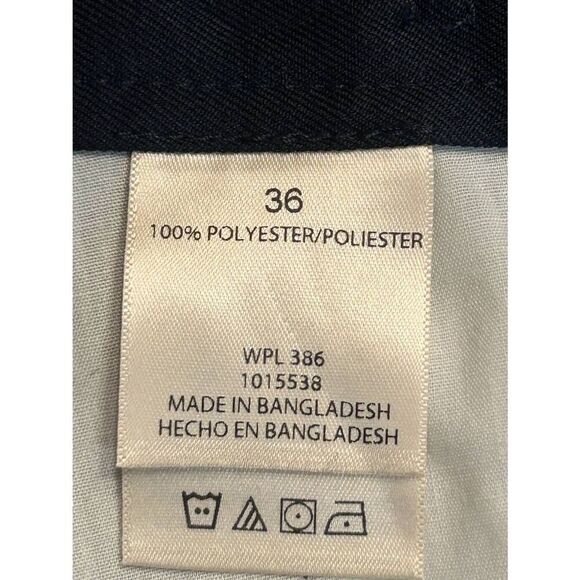 36
100% POLYESTER/POLIESTER
WPL 386
1015538
MADE IN BANGLADESH
HECHO EN BANGLADESH